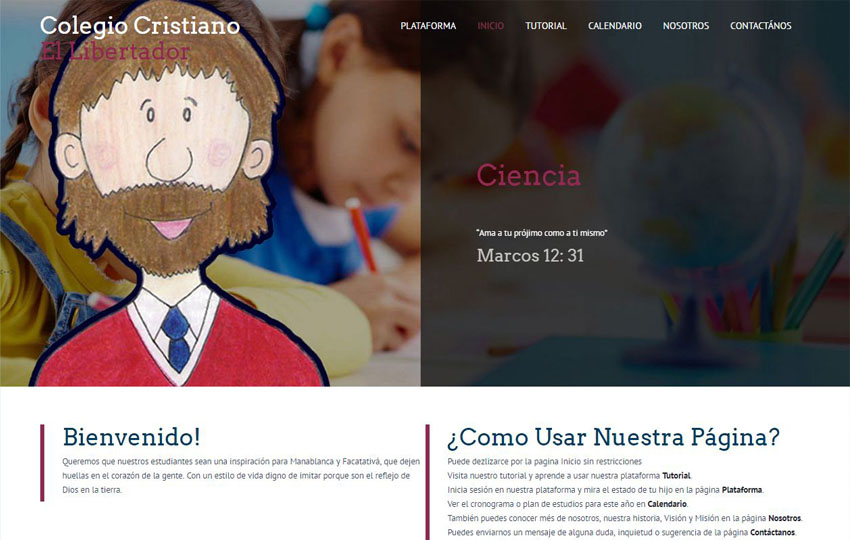 Colegio Cristiano
El Libertador
PLATAFORMA INICIO TUTORIAL CALENDARIO NOSOTROS CONTACTÁNOS
Ciencia
"Ama a tu prójimo como a ti mismo"
Marcos 12: 31
Bienvenido!
Queremos que nuestros estudiantes sean una inspiración para Manablanca y Facatativá, que dejen
huellas en el corazón de la gente. Con un estilo de vida digno de imitar porque son el reflejo de
Dios en la tierra.
¿Como Usar Nuestra Página?
Puede dezlizarce por la pagina Inicio sin restricciones
Visita nuestro tutorial y aprende a usar nuestra plataforma Tutorial.
Inicia sesión en nuestra plataforma y mira el estado de tu hijo en la página Plataforma.
Ver el cronograma o plan de estudios para este año en Calendario.
También puedes conocer més de nosotros, nuestra historia, Visión y Misión en la página Nosotros.
Puedes enviarnos un mensaje de alguna duda, inquietud o sugerencia de la página Contáctanos.